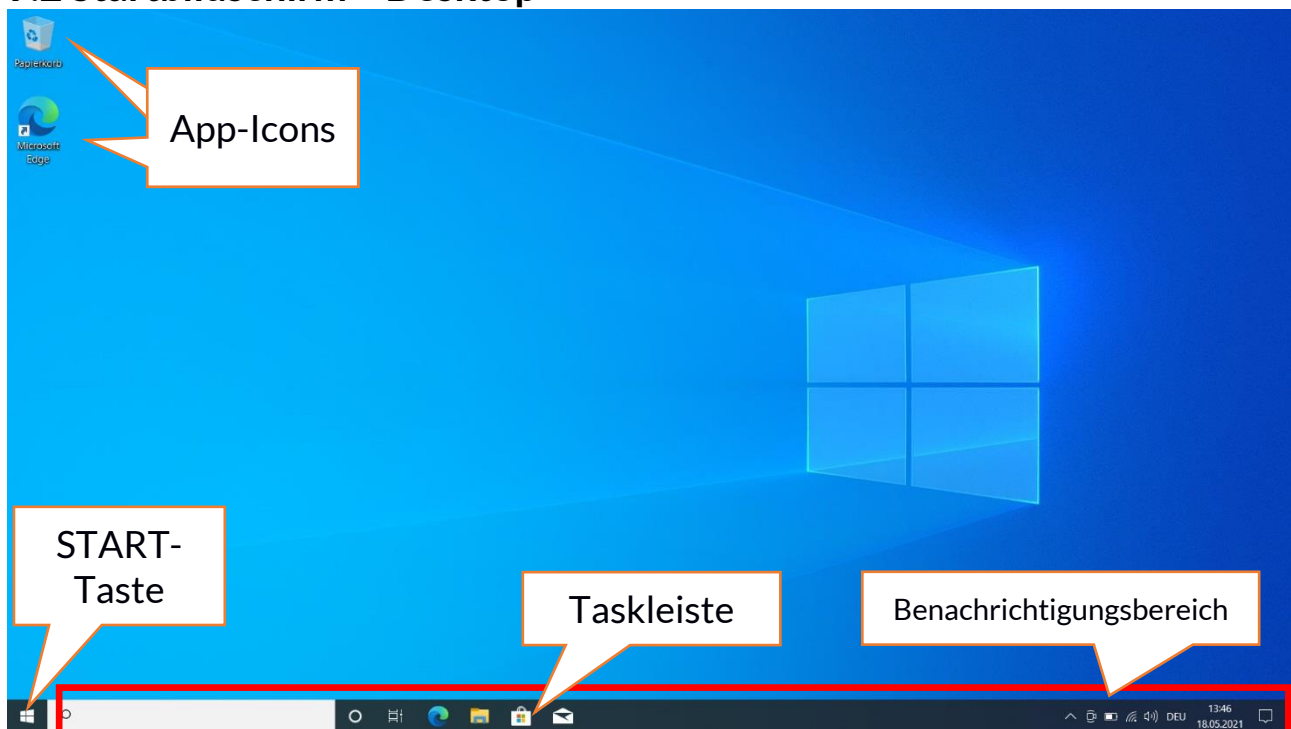 Papierkorb
Microsoft
Edge
App-Icons
START-
Taste
Taskleiste
Benachrichtigungsbereich
DEU
13:46
18.05.2021